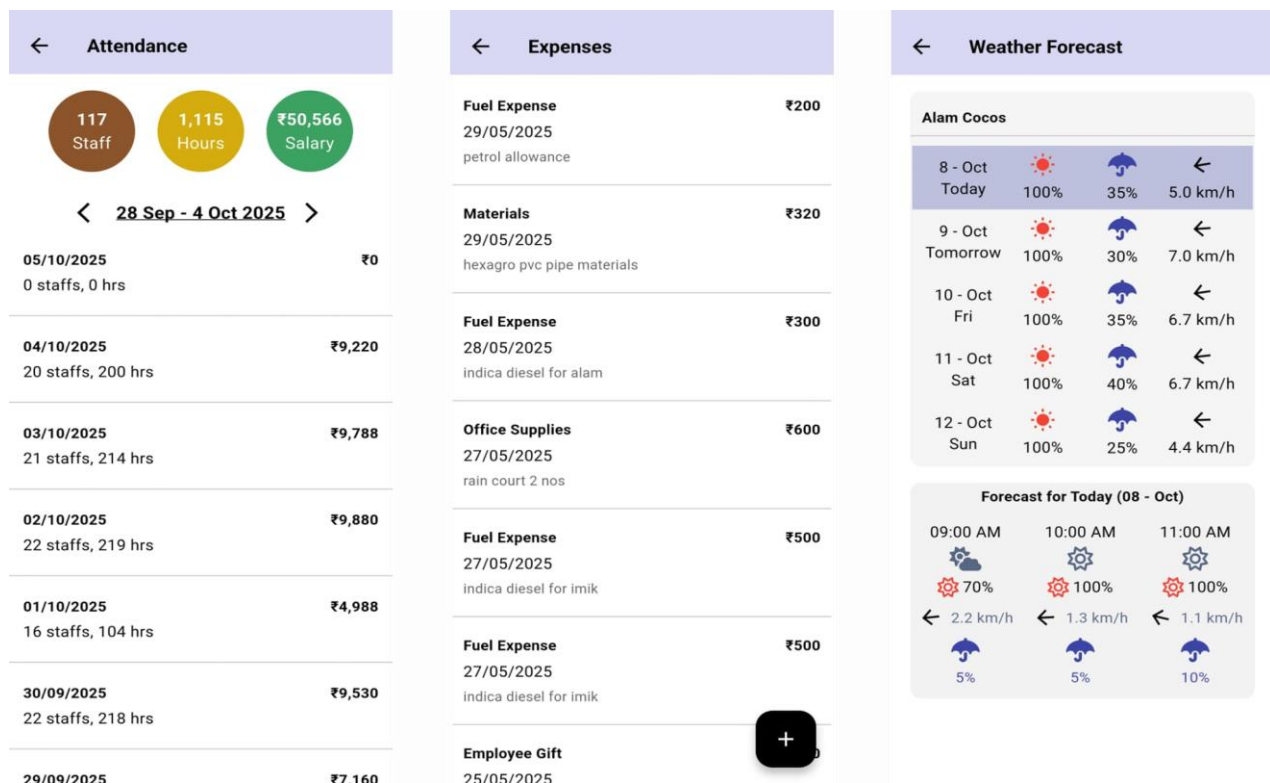 Attendance
117
Staff
1,115
Hours
₹50,566
Salary
28 Sep - 4 Oct 2025
05/10/2025 ₹0
0 staffs, 0 hrs
04/10/2025 ₹9,220
20 staffs, 200 hrs
03/10/2025 ₹9,788
21 staffs, 214 hrs
02/10/2025 ₹9,880
22 staffs, 219 hrs
01/10/2025 ₹4,988
16 staffs, 104 hrs
30/09/2025 ₹9,530
22 staffs, 218 hrs
29/09/2025 ₹7,160
Expenses
Fuel Expense ₹200
29/05/2025
petrol allowance
Materials ₹320
29/05/2025
hexagro pvc pipe materials
Fuel Expense ₹300
28/05/2025
indica diesel for alam
Office Supplies ₹600
27/05/2025
rain court 2 nos
Fuel Expense ₹500
27/05/2025
indica diesel for imik
Fuel Expense ₹500
27/05/2025
indica diesel for imik
Employee Gift
25/05/2025
+
Weather Forecast
Alam Cocos
8 - Oct
Today 100% 35% 5.0 km/h
9 - Oct
Tomorrow 100% 30% 7.0 km/h
10 - Oct
Fri 100% 35% 6.7 km/h
11 - Oct
Sat 100% 40% 6.7 km/h
12 - Oct
Sun 100% 25% 4.4 km/h
Forecast for Today (08 - Oct)
09:00 AM 10:00 AM 11:00 AM
70% 100% 100%
2.2 km/h 1.3 km/h 1.1 km/h
5% 5% 10%